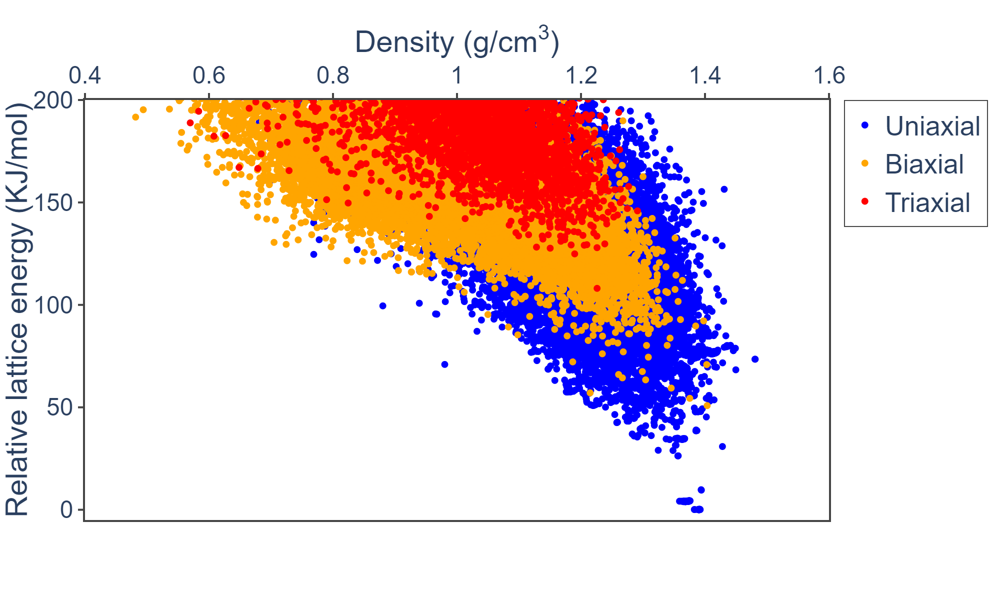 Density (g/cm³)
0.4 0.6 0.8 1 1.2 1.4 1.6
Relative lattice energy (KJ/mol)
200
150
100
50
0
Uniaxial
Biaxial
Triaxial